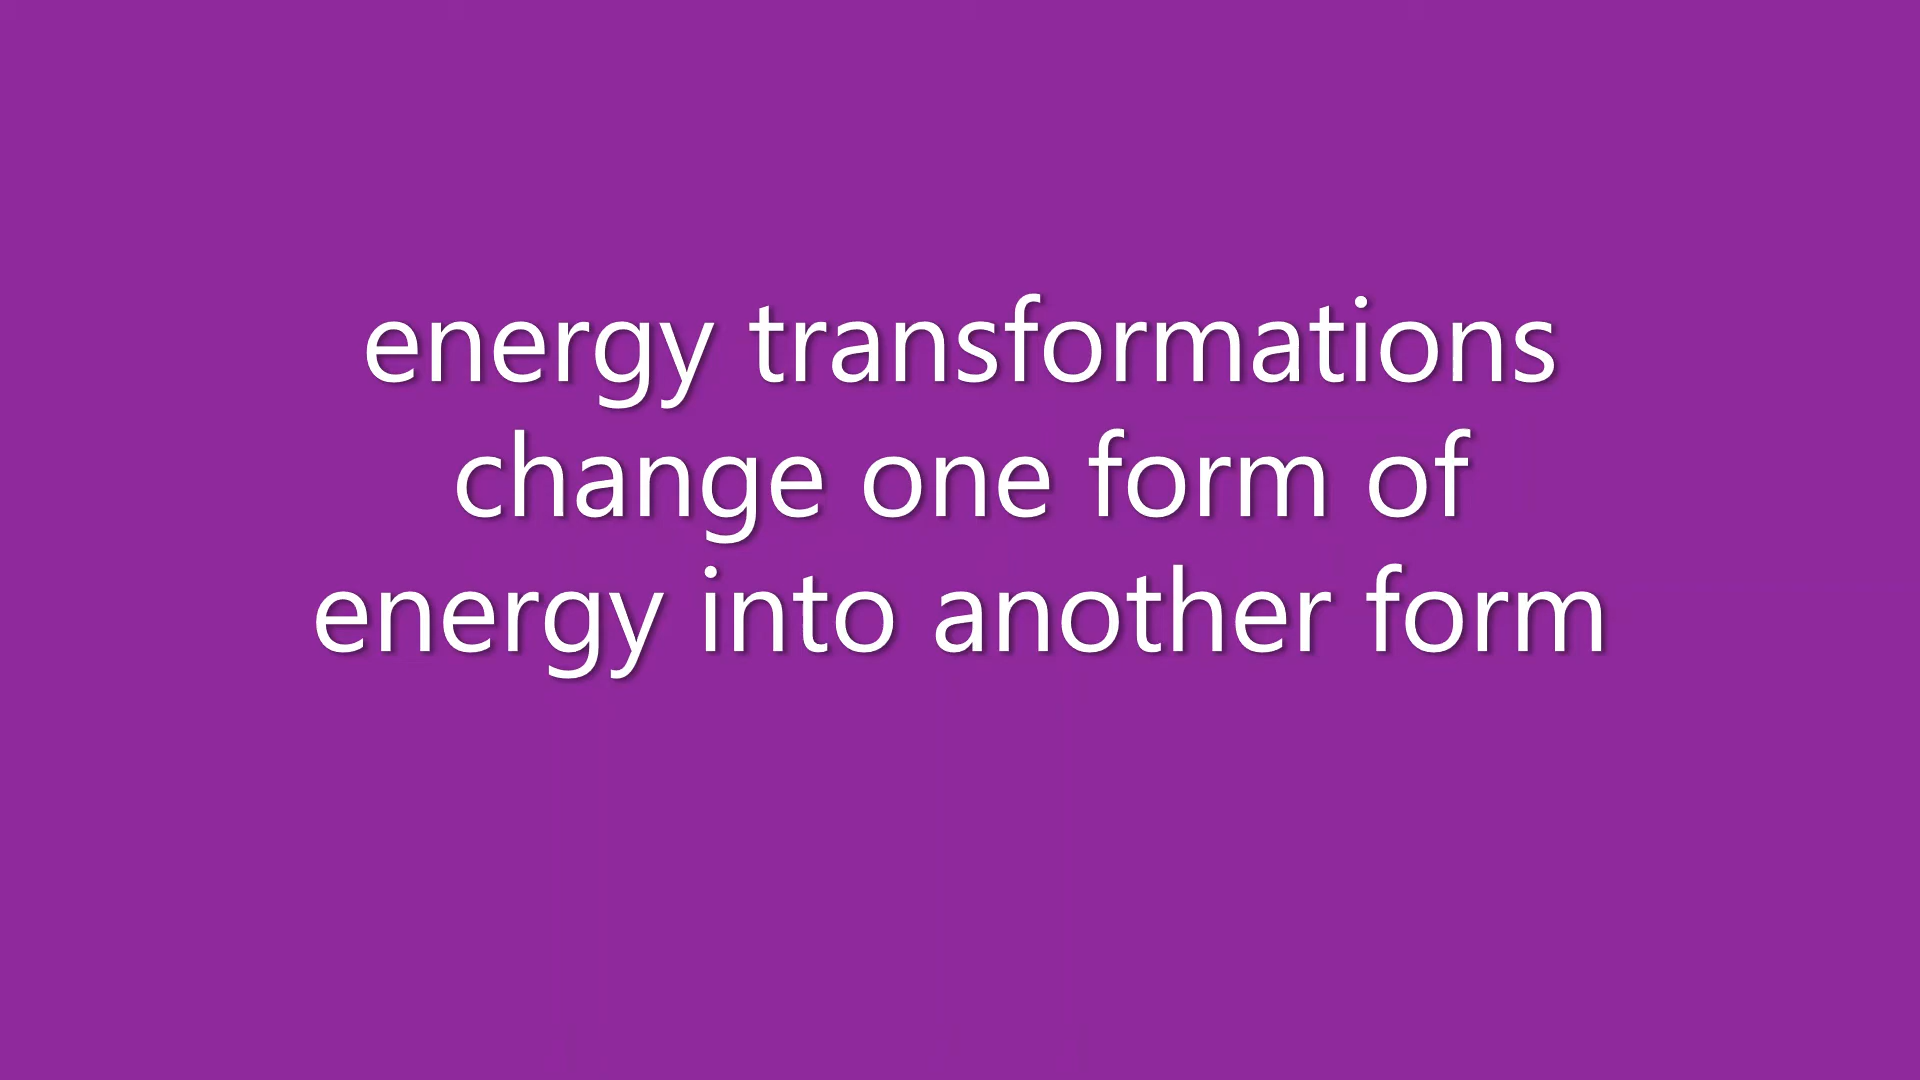 energy transformations
change one form of
energy into another form